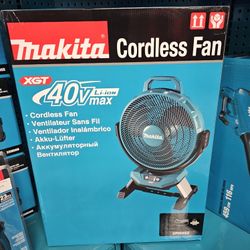 makita
Cordless Fan
XGT
40v Li-ion
max
• Cordless Fan
• Ventilateur Sans Fil
• Ventilador Inalámbrico
• Akku-Lüfter
• Аккумуляторный
Вентилятор
makita